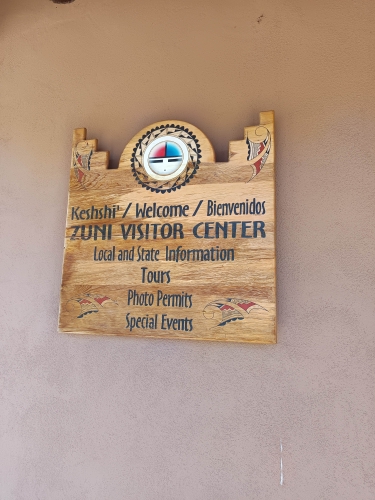 Keshshi' / Welcome / Bienvenidos
ZUNI VISITOR CENTER
Local and State Information
Tours
Photo Permits
Special Events